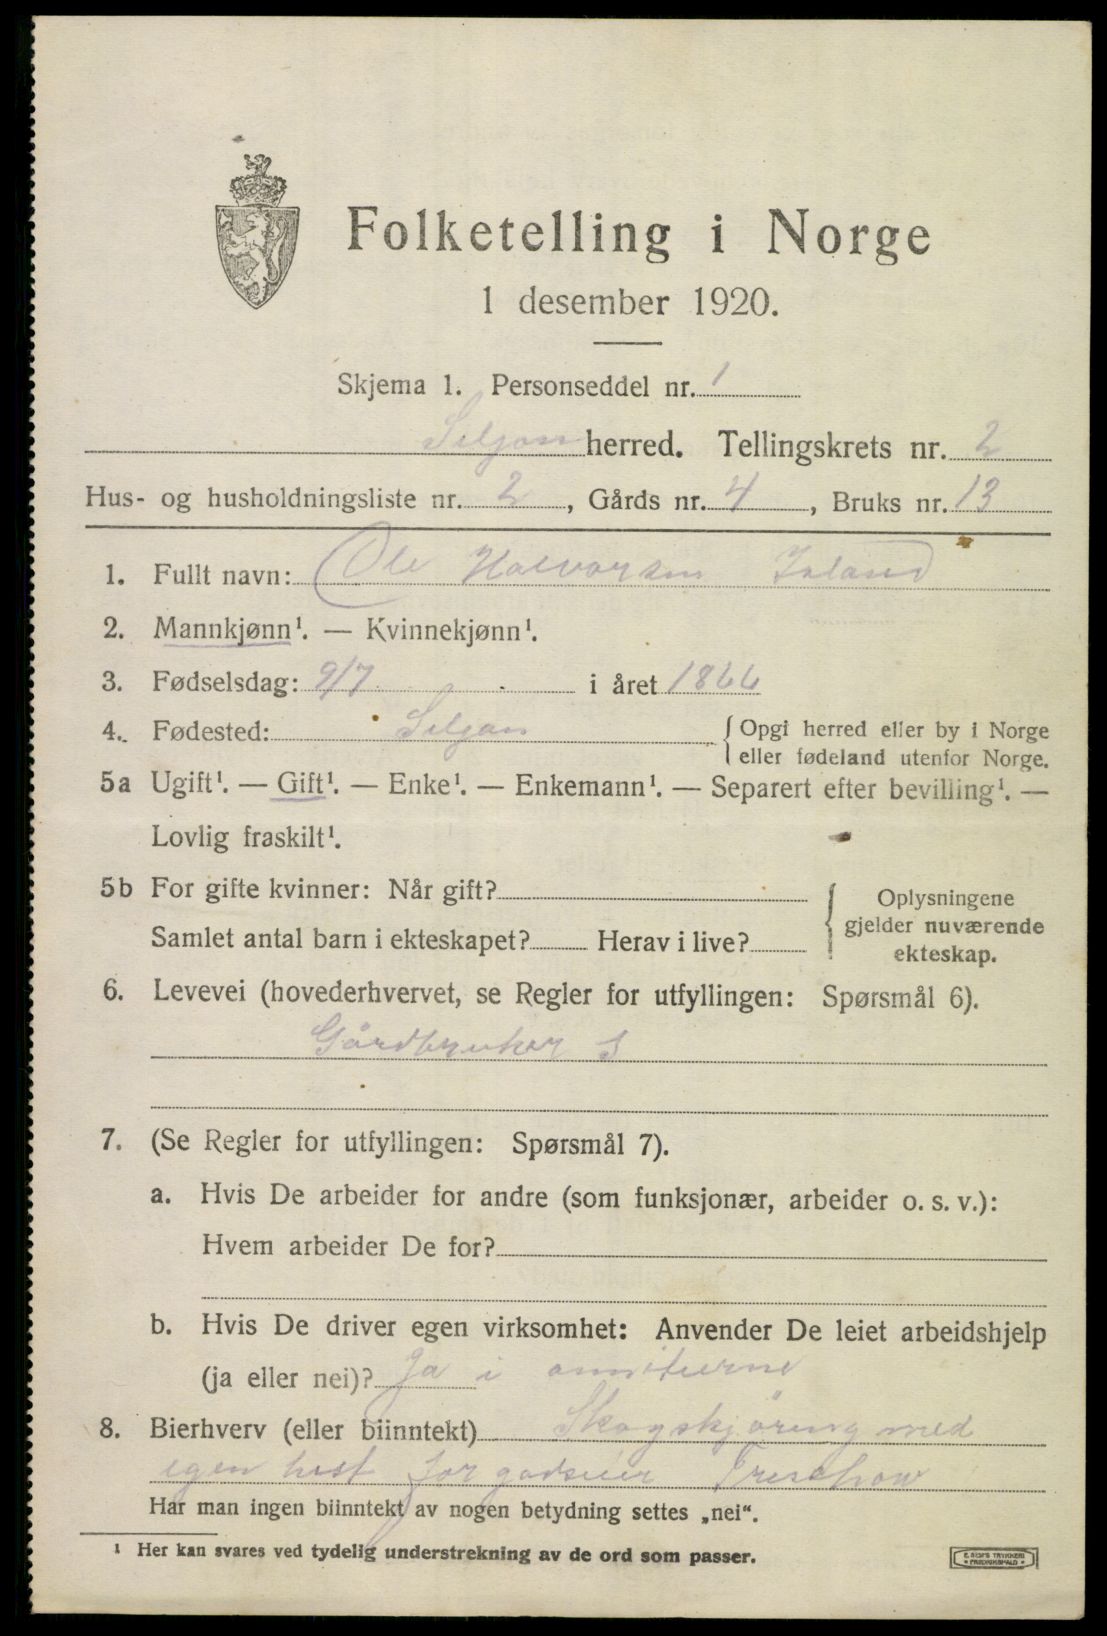 Folketelling i Norge
1 desember 1920.
Skjema 1. Personseddel nr. 1
Siljan herred. Tellingskrets nr. 2
Hus- og husholdningsliste nr. 2, Gårds nr. 4, Bruks nr. 13
1. Fullt navn: Ole Halvorsen
2. Mannkjønn¹. — Kvinnekjønn¹.
3. Fødselsdag: 9/7 i året 1866
4. Fødested: Siljan { Opgi herred eller by i Norge
eller fødeland utenfor Norge.
5a Ugift¹. — Gift¹. — Enke¹. — Enkemann¹. — Separert efter bevilling¹. —
Lovlig fraskilt¹.
5b For gifte kvinner: Når gift? { Oplysningene
gjelder nuværende
ekteskap.
Samlet antal barn i ekteskapet? Herav i live?
6. Levevei (hovederhvervet, se Regler for utfyllingen: Spørsmål 6).
Gårdbruker S
7. (Se Regler for utfyllingen: Spørsmål 7).
a. Hvis De arbeider for andre (som funksjonær, arbeider o. s. v.):
Hvem arbeider De for?
b. Hvis De driver egen virksomhet: Anvender De leiet arbeidshjelp
(ja eller nei)? Ja i
8. Bierhverv (eller biinntekt) Skogskjøring med
egen hest for godseier Treschow
Har man ingen biinntekt av nogen betydning settes „nei“.
¹ Her kan svares ved tydelig understrekning av de ord som passer.